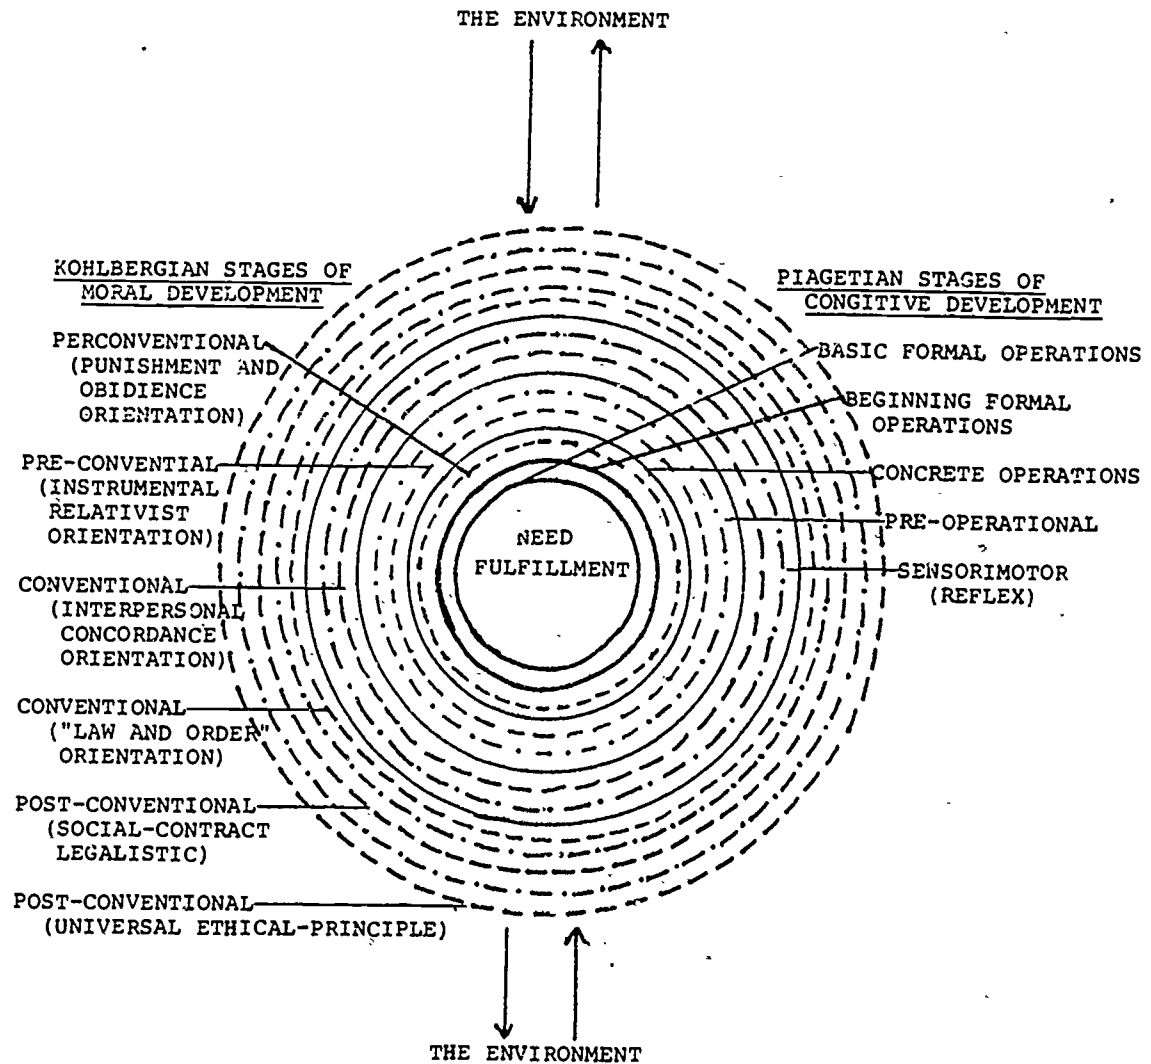 THE ENVIRONMENT
KOHLBERGIAN STAGES OF
MORAL DEVELOPMENT
PERCONVENTIONAL
(PUNISHMENT AND
OBIDIENCE
ORIENTATION)
PRE-CONVENTIAL
(INSTRUMENTAL
RELATIVIST
ORIENTATION)
CONVENTIONAL
(INTERPERSONAL
CONCORDANCE
ORIENTATION)
CONVENTIONAL
("LAW AND ORDER"
ORIENTATION)
POST-CONVENTIONAL
(SOCIAL-CONTRACT
LEGALISTIC)
POST-CONVENTIONAL
(UNIVERSAL ETHICAL-PRINCIPLE)
NEED
FULFILLMENT
PIAGETIAN STAGES OF
CONGITIVE DEVELOPMENT
BASIC FORMAL OPERATIONS
BEGINNING FORMAL
OPERATIONS
CONCRETE OPERATIONS
PRE-OPERATIONAL
SENSORIMOTOR
(REFLEX)
THE ENVIRONMENT